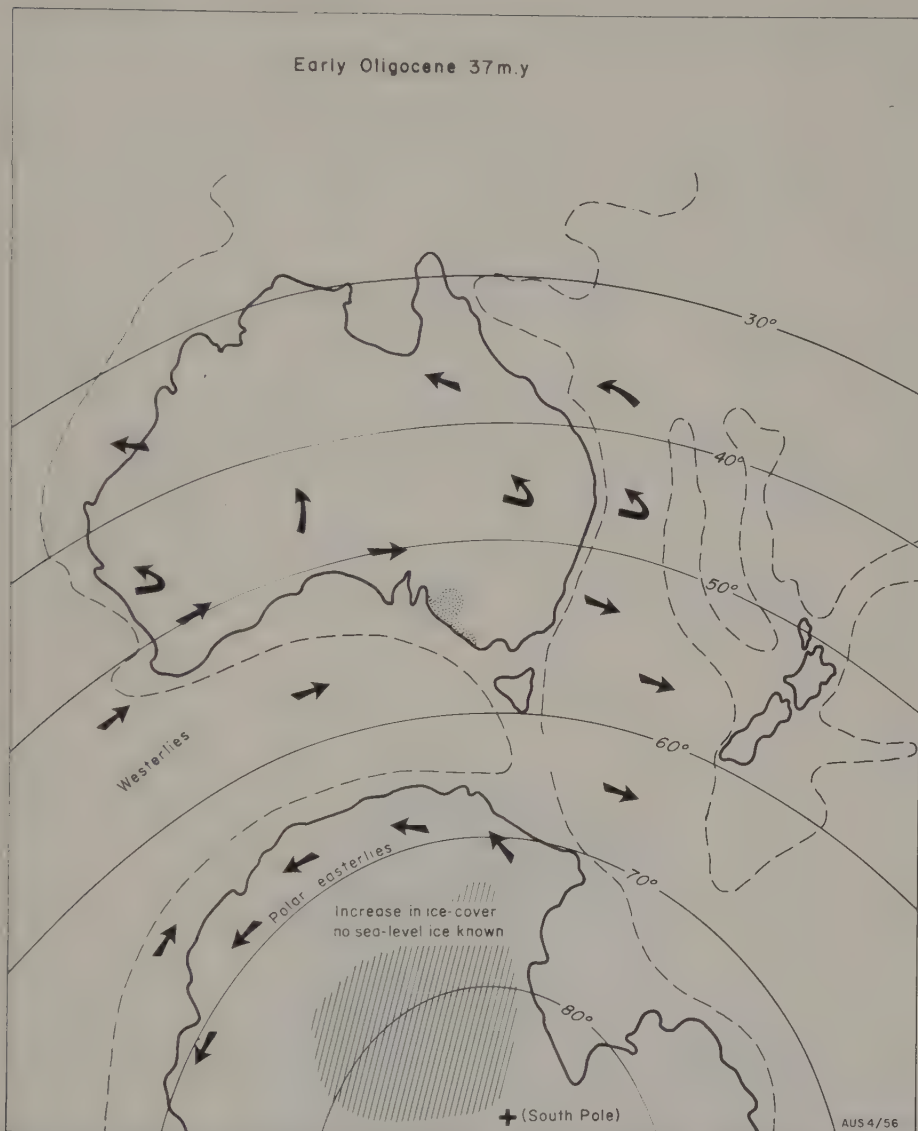 Early Oligocene 37m.y
30°
40°
50°
60°
Westerlies
70°
Polar easterlies
Increase in ice-cover
no sea-level ice known
80°
(South Pole)
AUS 4/56